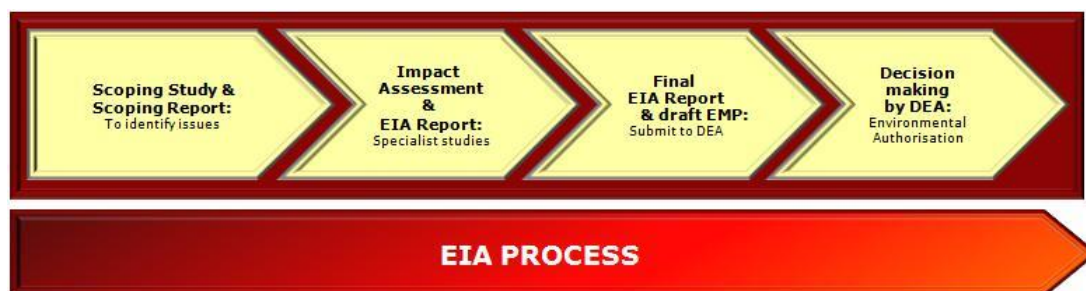 Scoping Study &
Scoping Report:
To identify issues
Impact
Assessment
&
EIA Report:
Specialist studies
Final
EIA Report
& draft EMP:
Submit to DEA
Decision
making
by DEA:
Environmental
Authorisation
EIA PROCESS